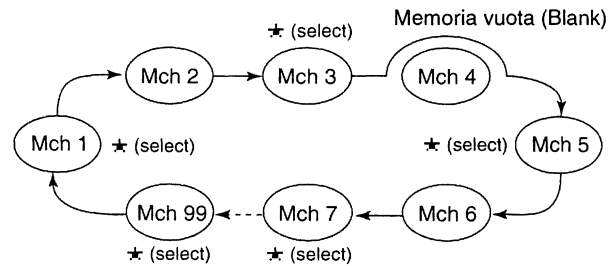 Memoria vuota (Blank)
★ (select)
Mch 2
Mch 3
Mch 4
Mch 1
★ (select)
★ (select)
Mch 5
Mch 99
Mch 7
Mch 6
★ (select)
★ (select)